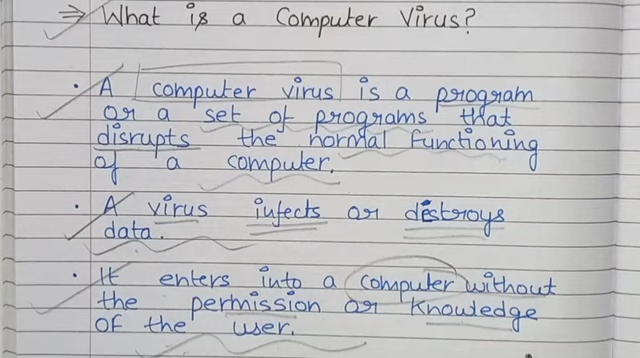 ⇒ What is a Computer Virus?
· A computer virus is a program
or a set of programs that
disrupts the normal functioning
of a computer.
· A virus infects or destroys
data.
· It enters into a computer without
the permission or knowledge
of the user.